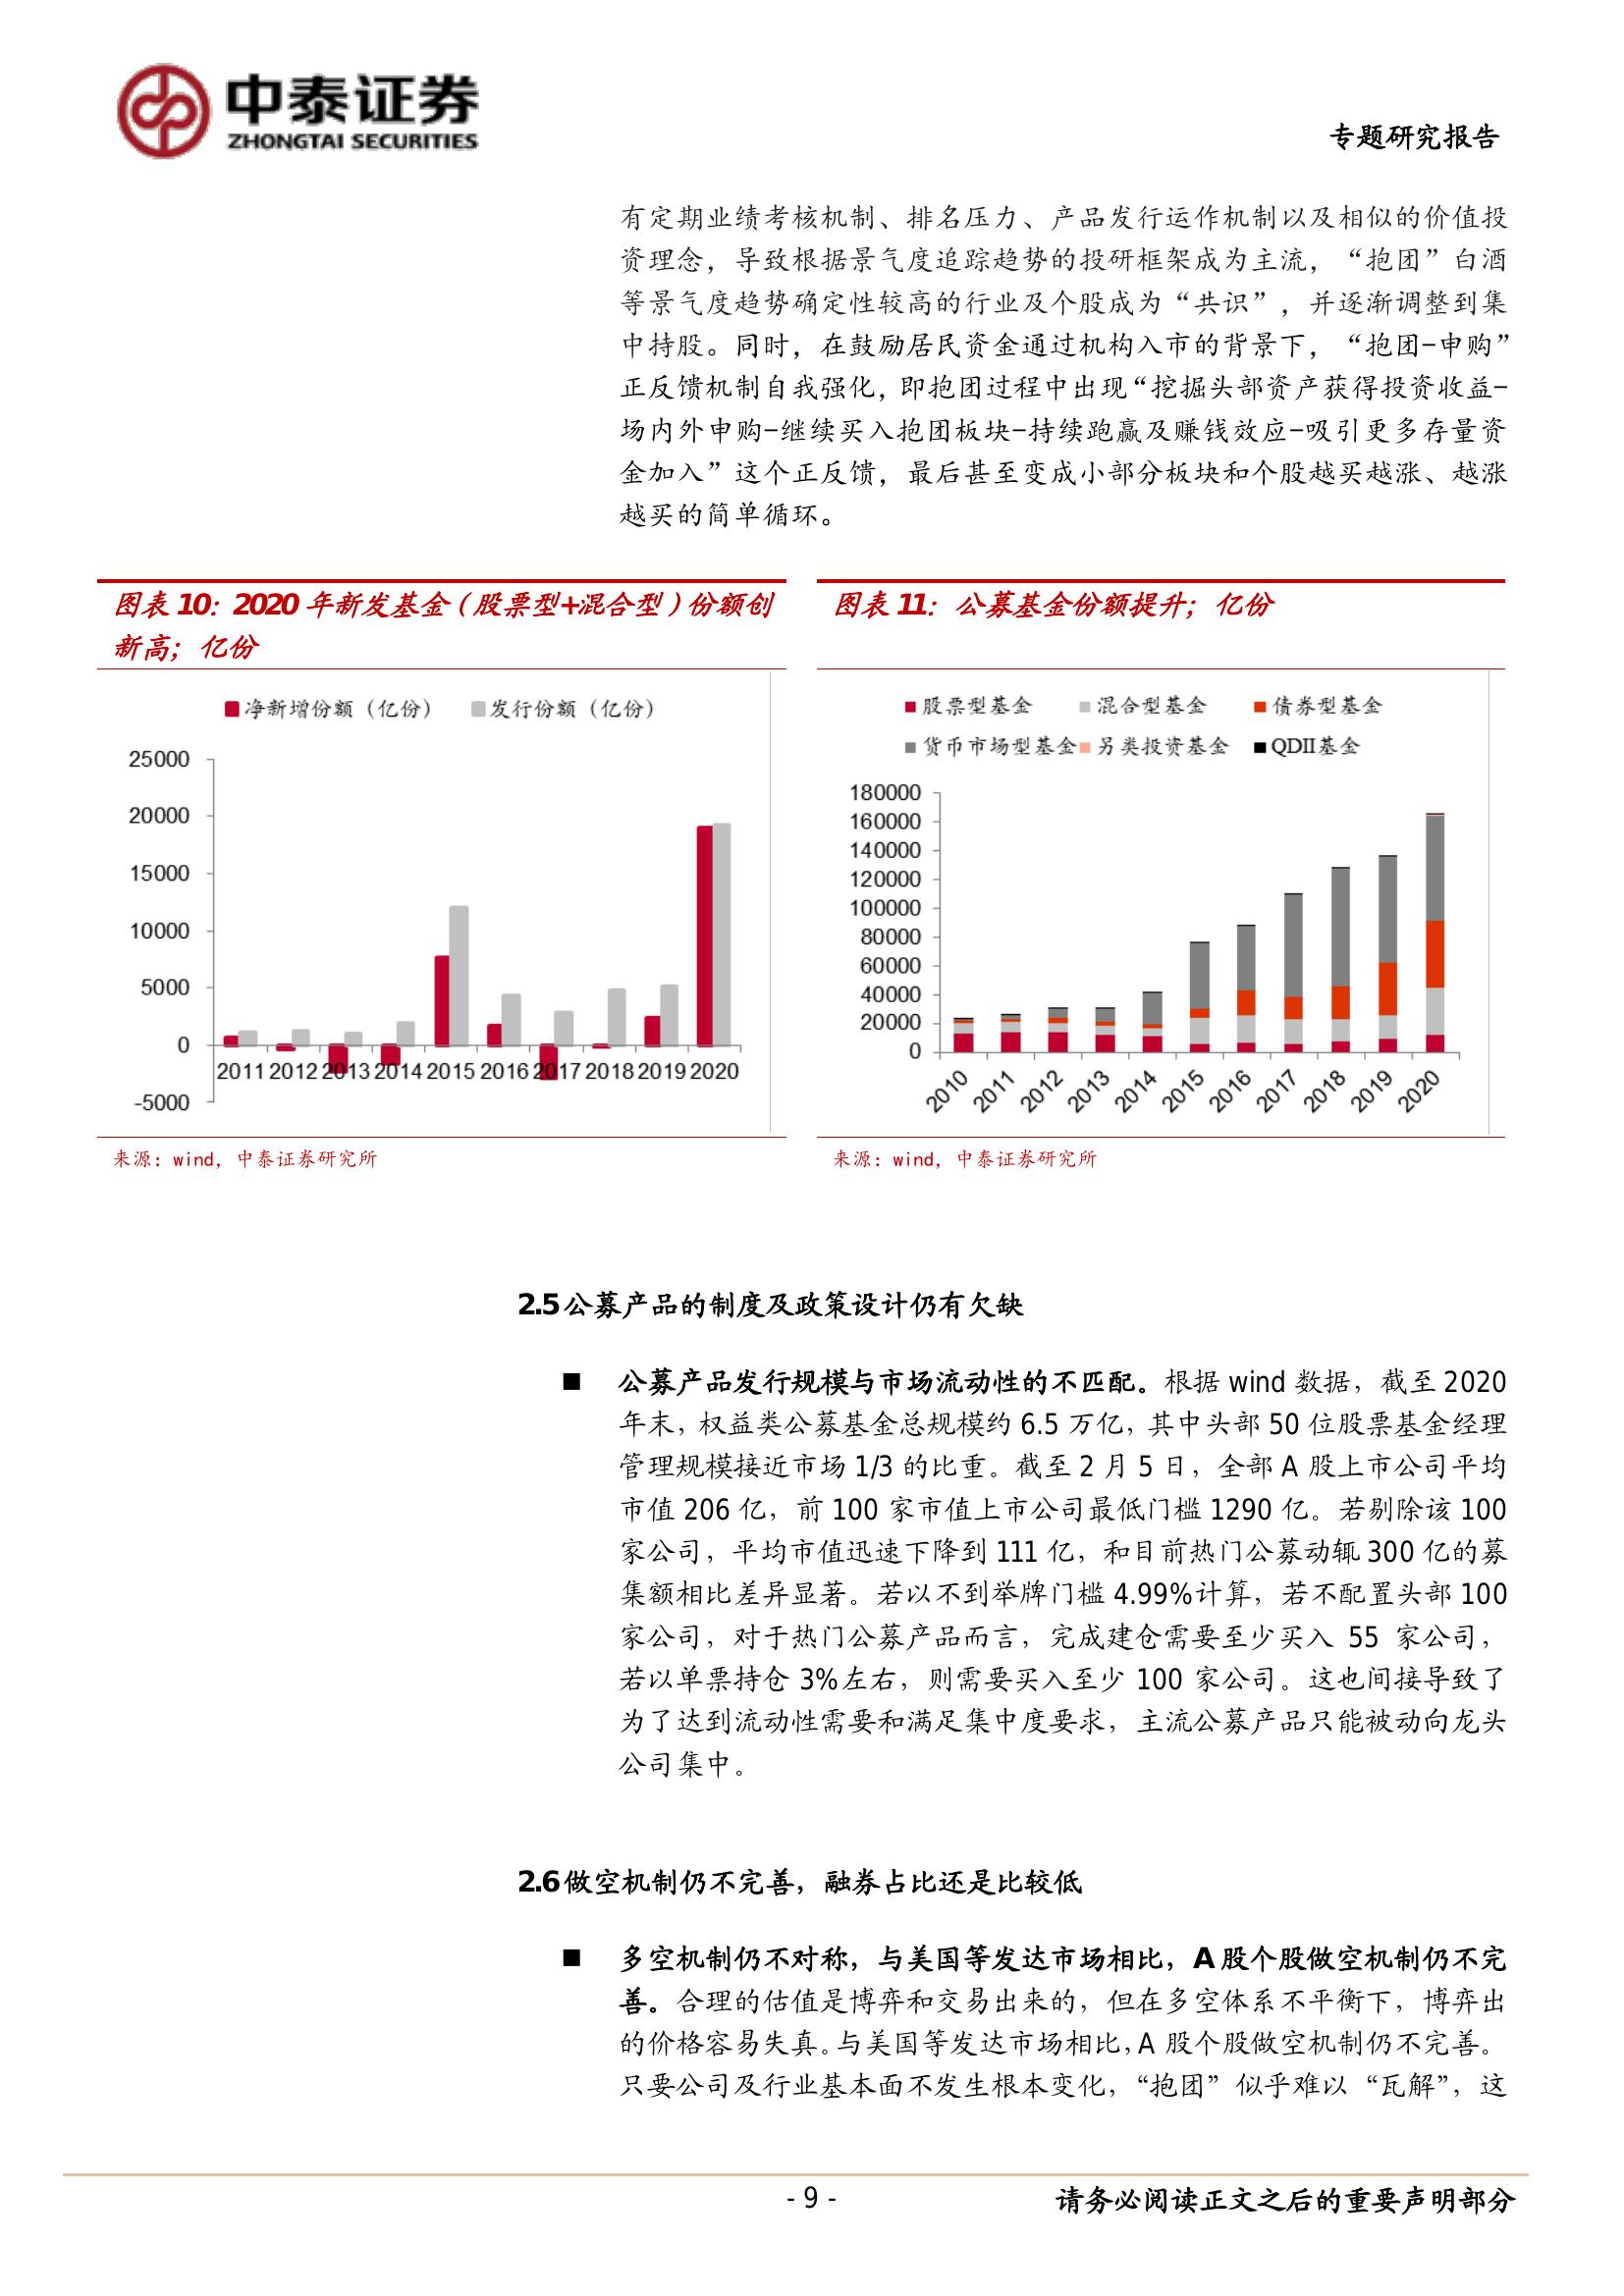 中泰证券
ZHONGTAI SECURITIES
专题研究报告
有定期业绩考核机制、排名压力、产品发行运作机制以及相似的价值投
资理念，导致根据景气度追踪趋势的投研框架成为主流，“抱团”白酒
等景气度趋势确定性较高的行业及个股成为“共识”，并逐渐调整到集
中持股。同时，在鼓励居民资金通过机构入市的背景下，“抱团-申购”
正反馈机制自我强化，即抱团过程中出现“挖掘头部资产获得投资收益-
场内外申购-继续买入抱团板块-持续跑赢及赚钱效应-吸引更多存量资
金加入”这个正反馈，最后甚至变成小部分板块和个股越买越涨、越涨
越买的简单循环。
图表 10：2020 年新发基金（股票型+混合型）份额创
新高；亿份
净新增份额（亿份） 发行份额（亿份）
25000
20000
15000
10000
5000
0
-5000
2011 2012 2013 2014 2015 2016 2017 2018 2019 2020
来源：wind，中泰证券研究所
图表 11：公募基金份额提升；亿份
股票型基金 混合型基金 债券型基金
货币市场型基金 另类投资基金 QDII基金
180000
160000
140000
120000
100000
80000
60000
40000
20000
0
2010 2011 2012 2013 2014 2015 2016 2017 2018 2019 2020
来源：wind，中泰证券研究所
2.5 公募产品的制度及政策设计仍有欠缺
■ 公募产品发行规模与市场流动性的不匹配。根据 wind 数据，截至 2020
年末，权益类公募基金总规模约 6.5 万亿，其中头部 50 位股票基金经理
管理规模接近市场 1/3 的比重。截至 2 月 5 日，全部 A 股上市公司平均
市值 206 亿，前 100 家市值上市公司最低门槛 1290 亿。若剔除该 100
家公司，平均市值迅速下降到 111 亿，和目前热门公募动辄 300 亿的募
集额相比差异显著。若以不到举牌门槛 4.99%计算，若不配置头部 100
家公司，对于热门公募产品而言，完成建仓需要至少买入 55 家公司，
若以单票持仓 3%左右，则需要买入至少 100 家公司。这也间接导致了
为了达到流动性需要和满足集中度要求，主流公募产品只能被动向龙头
公司集中。
2.6 做空机制仍不完善，融券占比还是比较低
■ 多空机制仍不对称，与美国等发达市场相比，A 股个股做空机制仍不完
善。合理的估值是博弈和交易出来的，但在多空体系不平衡下，博弈出
的价格容易失真。与美国等发达市场相比，A 股个股做空机制仍不完善。
只要公司及行业基本面不发生根本变化，“抱团”似乎难以“瓦解”，这
- 9 -
请务必阅读正文之后的重要声明部分